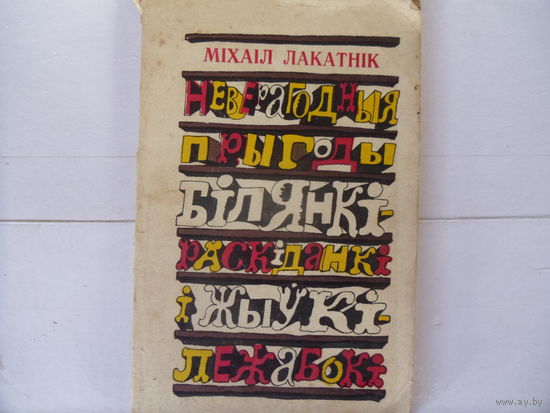 МІХАІЛ ЛАКАТНІК
НЕВЕРАГОДНЫЯ
ПРЫГОДЫ
БІЛЯНКІ-
РАСКІДАНКІ
І ЖЫЎКІ-
ЛЕЖАБОКІ
www.ay.by